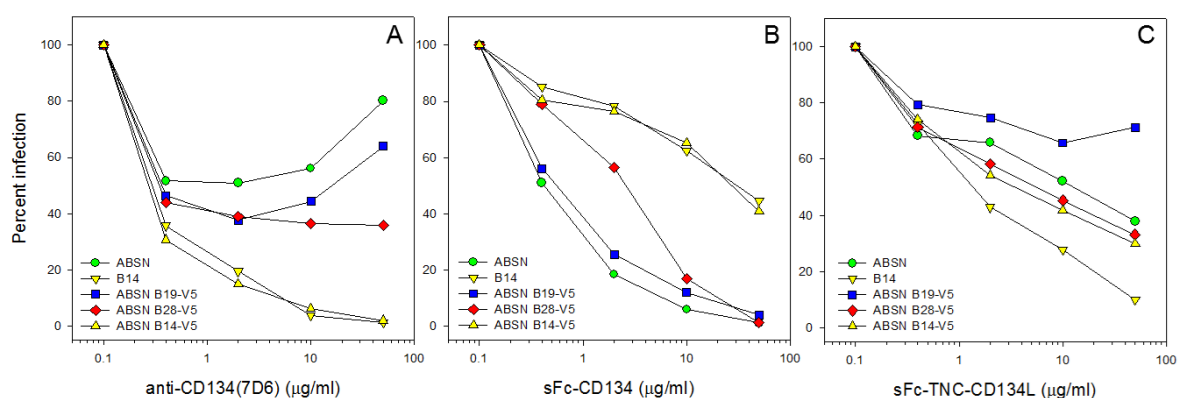 A
B
C
Percent infection
100
80
60
40
20
0
ABSN
B14
ABSN B19-V5
ABSN B28-V5
ABSN B14-V5
0.1
1
10
100
anti-CD134(7D6) (μg/ml)
100
80
60
40
20
0
ABSN
B14
ABSN B19-V5
ABSN B28-V5
ABSN B14-V5
0.1
1
10
100
sFc-CD134 (μg/ml)
100
80
60
40
20
0
ABSN
B14
ABSN B19-V5
ABSN B28-V5
ABSN B14-V5
0.1
1
10
100
sFc-TNC-CD134L (μg/ml)